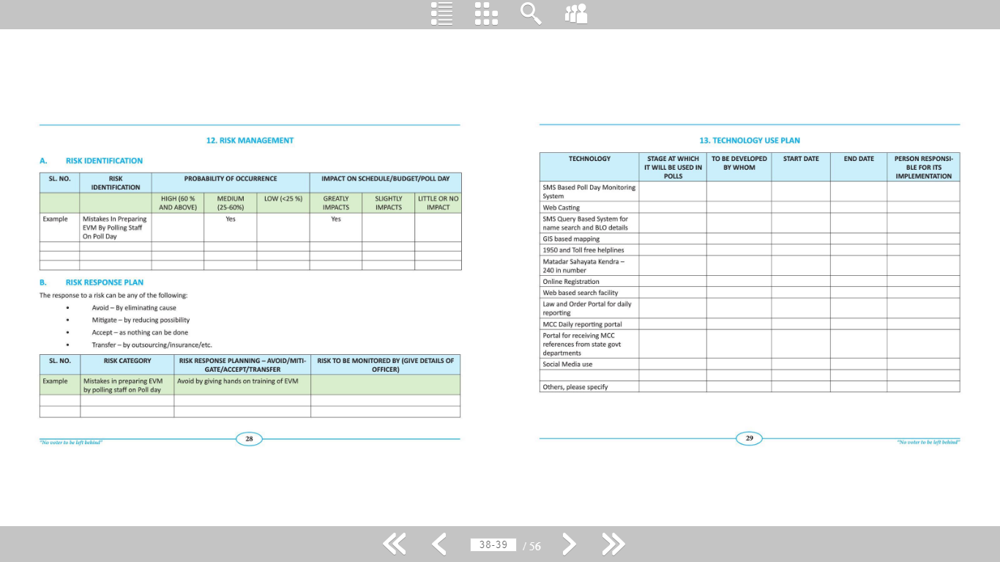 12. RISK MANAGEMENT
A. RISK IDENTIFICATION
SL. NO. RISK IDENTIFICATION PROBABILITY OF OCCURRENCE IMPACT ON SCHEDULE/BUDGET/POLL DAY
HIGH (60 % AND ABOVE) MEDIUM (25-60%) LOW (<25 %) GREATLY IMPACTS SLIGHTLY IMPACTS LITTLE OR NO IMPACT
Example Mistakes In Preparing EVM By Polling Staff On Poll Day Yes Yes
B. RISK RESPONSE PLAN
The response to a risk can be any of the following:
• Avoid – By eliminating cause
• Mitigate – by reducing possibility
• Accept – as nothing can be done
• Transfer – by outsourcing/insurance/etc.
SL. NO. RISK CATEGORY RISK RESPONSE PLANNING – AVOID/MITI-GATE/ACCEPT/TRANSFER RISK TO BE MONITORED BY (GIVE DETAILS OF OFFICER)
Example Mistakes in preparing EVM by polling staff on Poll day Avoid by giving hands on training of EVM
"No voter to be left behind"
28
13. TECHNOLOGY USE PLAN
TECHNOLOGY STAGE AT WHICH IT WILL BE USED IN POLLS TO BE DEVELOPED BY WHOM START DATE END DATE PERSON RESPONSI-BLE FOR ITS IMPLEMENTATION
SMS Based Poll Day Monitoring
System
Web Casting
SMS Query Based System for
name search and BLO details
GIS based mapping
1950 and Toll free helplines
Matadar Sahayata Kendra –
240 in number
Online Registration
Web based search facility
Law and Order Portal for daily
reporting
MCC Daily reporting portal
Portal for receiving MCC
references from state govt
departments
Social Media use
Others, please specify
29
"No voter to be left behind"
38-39 / 56